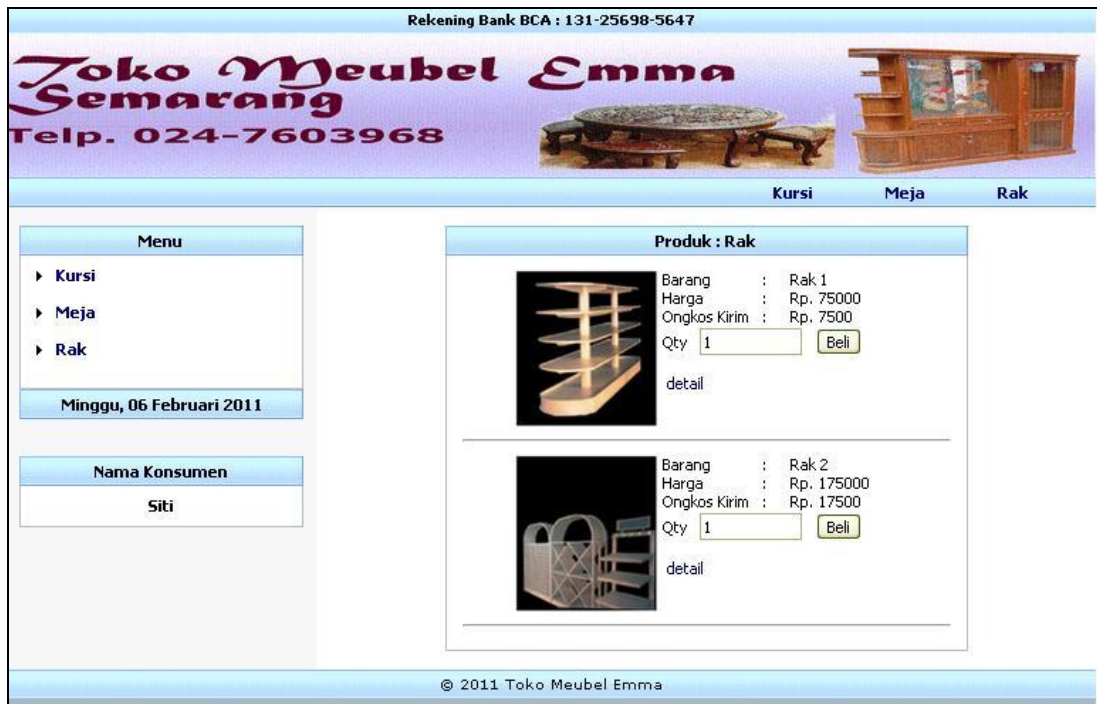 Rekening Bank BCA : 131-25698-5647
Toko Meubel Emma
Semarang
Telp. 024-7603968
Kursi Meja Rak
Menu
Kursi
Meja
Rak
Minggu, 06 Februari 2011
Nama Konsumen
Siti
Produk : Rak
Barang : Rak 1
Harga : Rp. 75000
Ongkos Kirim : Rp. 7500
Qty 1 Beli
detail
Barang : Rak 2
Harga : Rp. 175000
Ongkos Kirim : Rp. 17500
Qty 1 Beli
detail
© 2011 Toko Meubel Emma